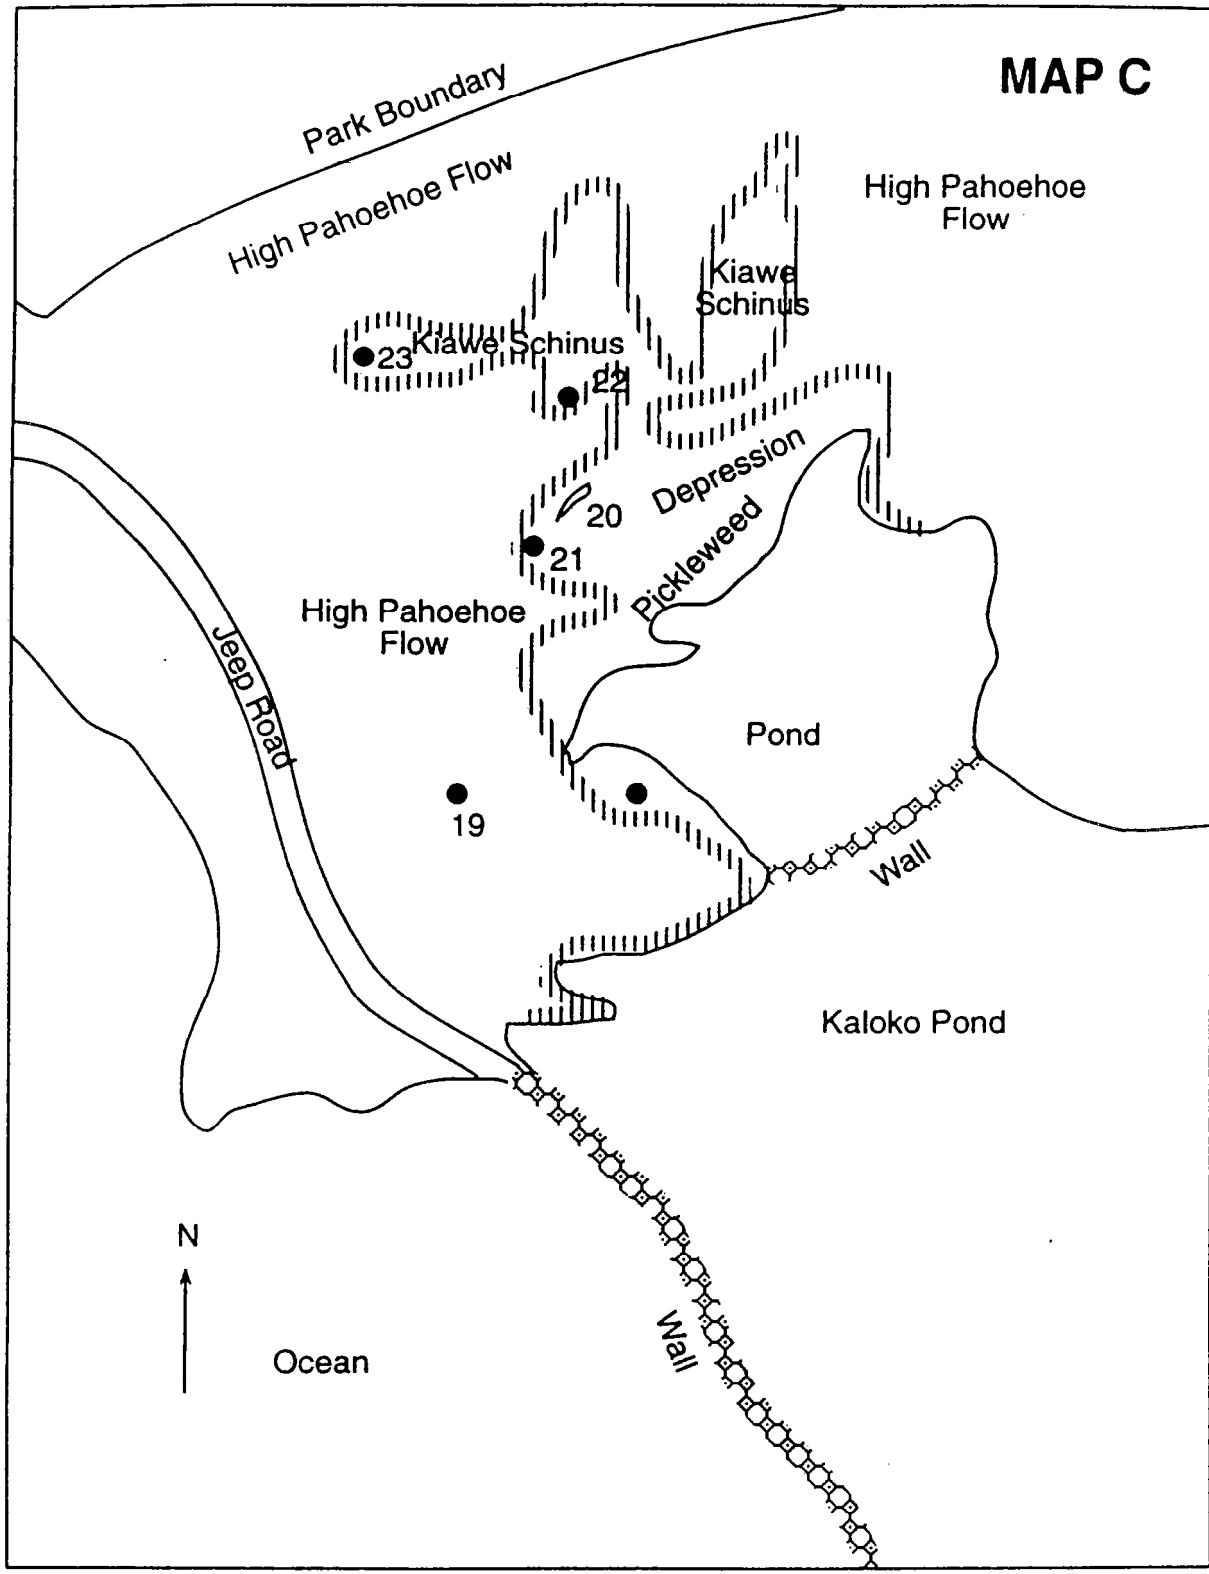 MAP C
Park Boundary
High Pahoehoe Flow
High Pahoehoe
Flow
Kiawe
Schinus
Kiawe Schinus
23
22
Depression
20
Pickleweed
21
High Pahoehoe
Flow
Jeep Road
Pond
19
Wall
Kaloko Pond
N
Wall
Ocean